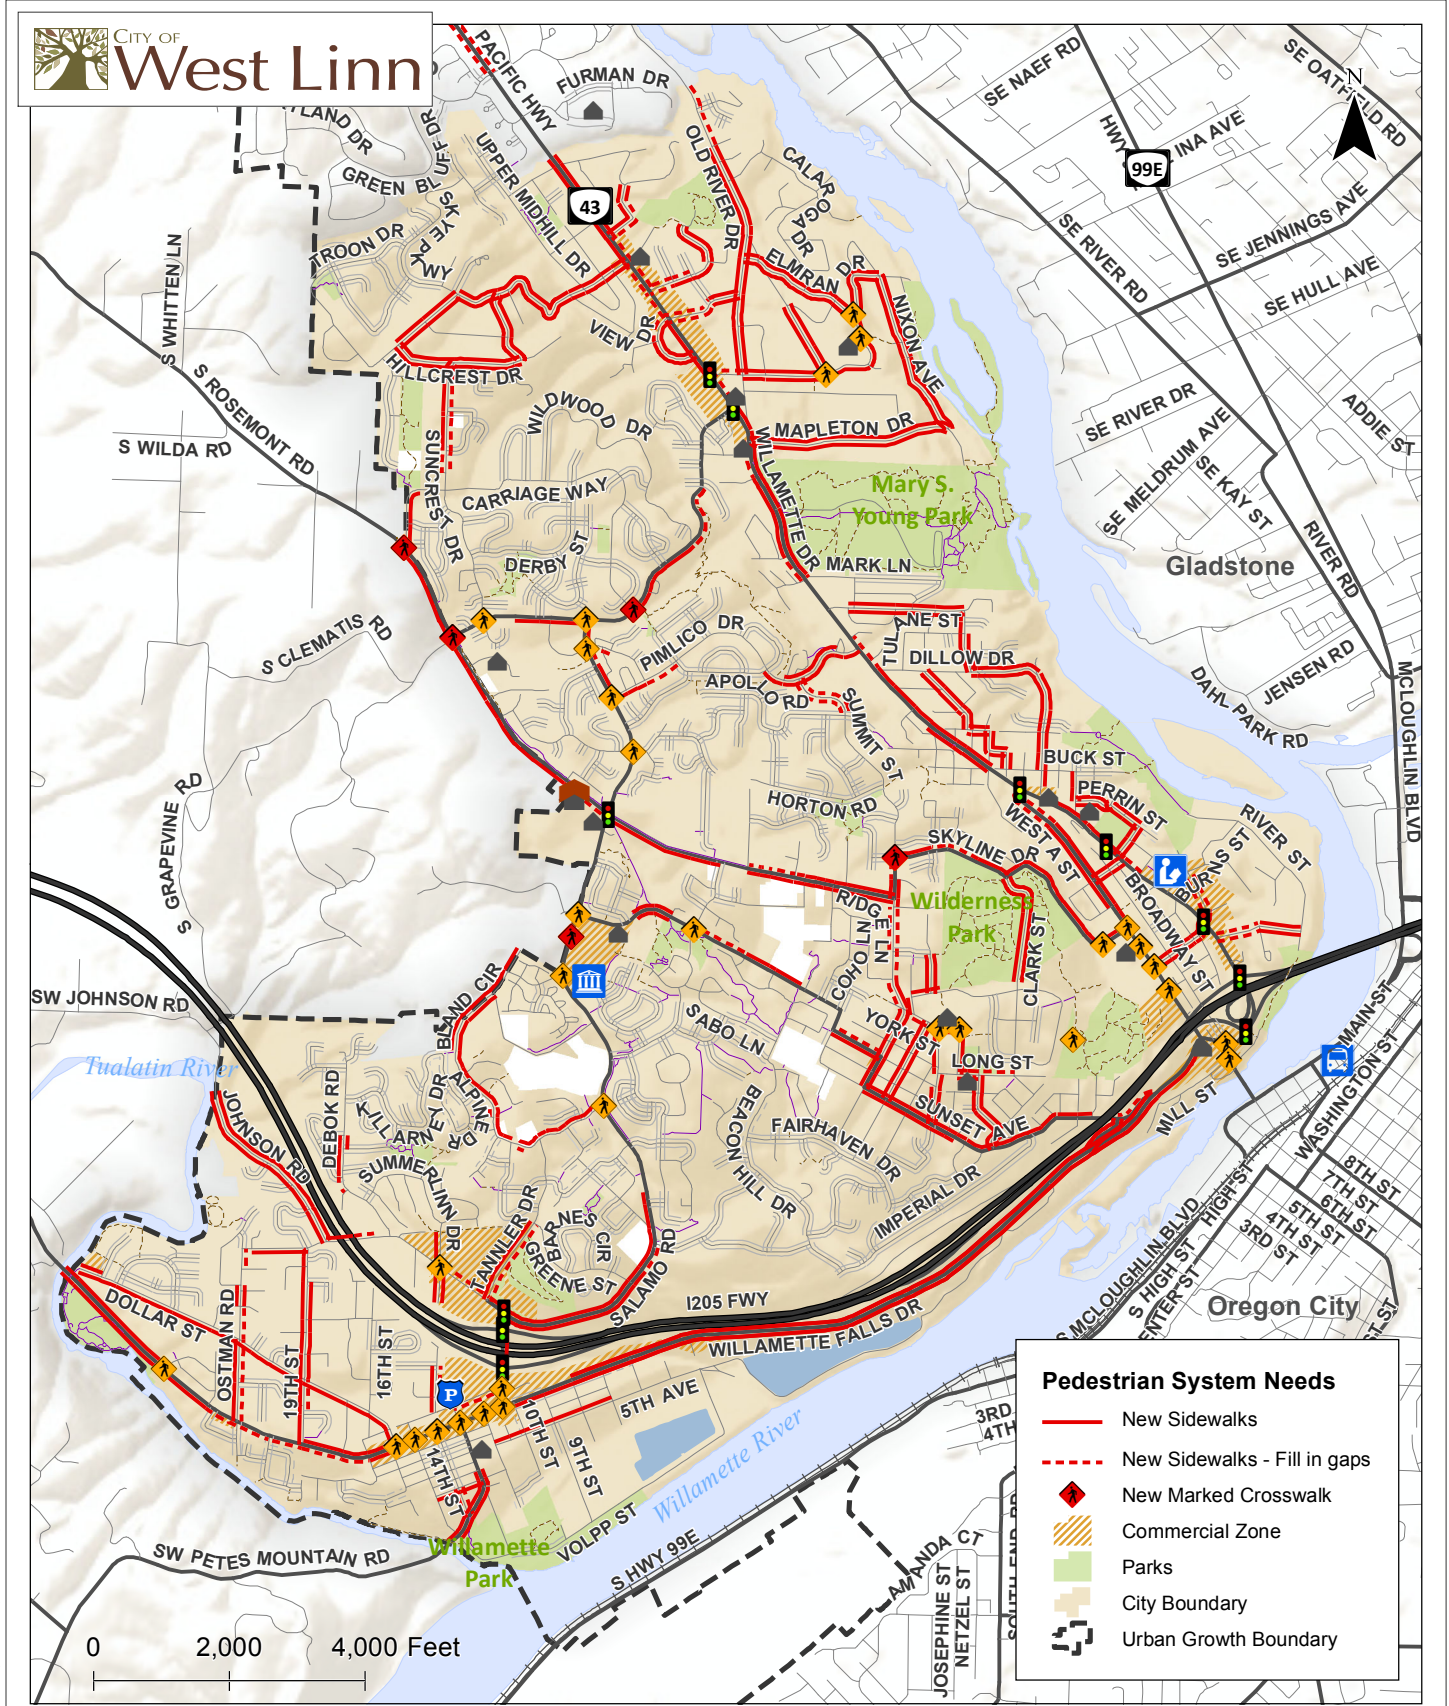 CITY OF
West Linn
PACIFIC HWY
FURMAN DR
SE NAEF RD
SE OATFIELD RD
N
HWY
99E
INA AVE
TLAND DR
GREEN BLUFF DR
UPPER MIDHILL DR
43
OLD RIVER DR
CALAROGA DR
SKYE PKWY
TROON DR
ELMRAN DR
SE RIVER RD
SE JENNINGS AVE
SE HULL AVE
S WHITTEN LN
NIXON AVE
VIEW DR
HILLCREST DR
S ROSEMONT RD
WILDWOOD DR
MAPLETON DR
SE RIVER DR
ADDIE ST
S WILDA RD
SUNCREST DR
CARRIAGE WAY
WILLAMETTE DR
Mary S.
Young Park
SE MELDRUM AVE
SE KAY ST
RIVER RD
DERBY ST
MARK LN
Gladstone
S CLEMATIS RD
PIMLICO DR
TULANE ST
DILLOW DR
APOLLO RD
SUMMIT ST
JENSEN RD
DAHL PARK RD
MCLOUGHLIN BLVD
BUCK ST
S GRAPEVINE RD
HORTON RD
PERRIN ST
RIVER ST
WEST A ST
SKYLINE DR
BURNS ST
BROADWAY ST
RIDGE LN
Wilderness
Park
COHO LN
CLARK ST
SW JOHNSON RD
BLAND CIR
SABO LN
YORK ST
LONG ST
MAIN ST
WASHINGTON ST
Tualatin River
JOHNSON RD
DEBOK RD
KILLARNEY DR
ALPINE DR
SUMMERLINN DR
BEACON HILL DR
FAIRHAVEN DR
SUNSET AVE
MILL ST
IMPERIAL DR
8TH ST
7TH ST
6TH ST
5TH ST
4TH ST
3RD ST
HIGH ST
TANNLER DR
BARNES CIR
GREENE ST
SALAMO RD
S MCLOUGHLIN BLVD
S HIGH ST
ENTER ST
DOLLAR ST
OSTMAN RD
19TH ST
16TH ST
I205 FWY
WILLAMETTE FALLS DR
Oregon City
ST ST
P
5TH AVE
10TH ST
9TH ST
14TH ST
Willamette River
3RD
4TH
VOLPP ST
Willamette
Park
SW PETES MOUNTAIN RD
S HWY 99E
AMANDA CT
JOSEPHINE ST
NETZEL ST
SOUTH END RD
Pedestrian System Needs
New Sidewalks
New Sidewalks - Fill in gaps
New Marked Crosswalk
Commercial Zone
Parks
City Boundary
Urban Growth Boundary
0 2,000 4,000 Feet